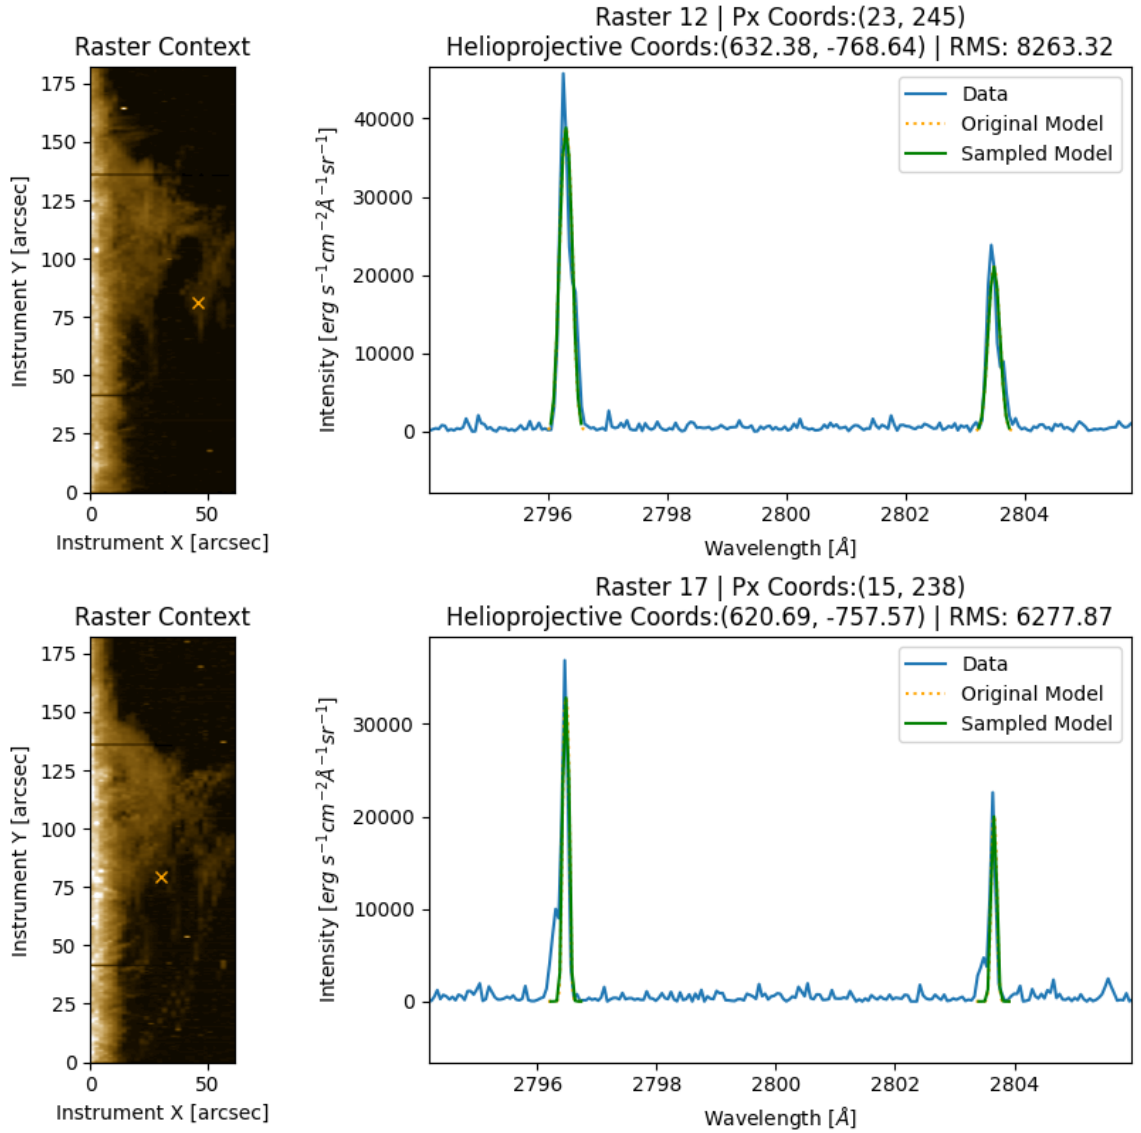 Raster Context
175
150
125
100
75
50
25
0
0
50
Instrument Y [arcsec]
Instrument X [arcsec]
Raster 12 | Px Coords:(23, 245)
Helioprojective Coords:(632.38, -768.64) | RMS: 8263.32
Data
Original Model
Sampled Model
40000
30000
20000
10000
0
Intensity [erg s⁻¹cm⁻²Å⁻¹sr⁻¹]
2796
2798
2800
2802
2804
Wavelength [Å]
Raster Context
175
150
125
100
75
50
25
0
0
50
Instrument Y [arcsec]
Instrument X [arcsec]
Raster 17 | Px Coords:(15, 238)
Helioprojective Coords:(620.69, -757.57) | RMS: 6277.87
Data
Original Model
Sampled Model
30000
20000
10000
0
Intensity [erg s⁻¹cm⁻²Å⁻¹sr⁻¹]
2796
2798
2800
2802
2804
Wavelength [Å]